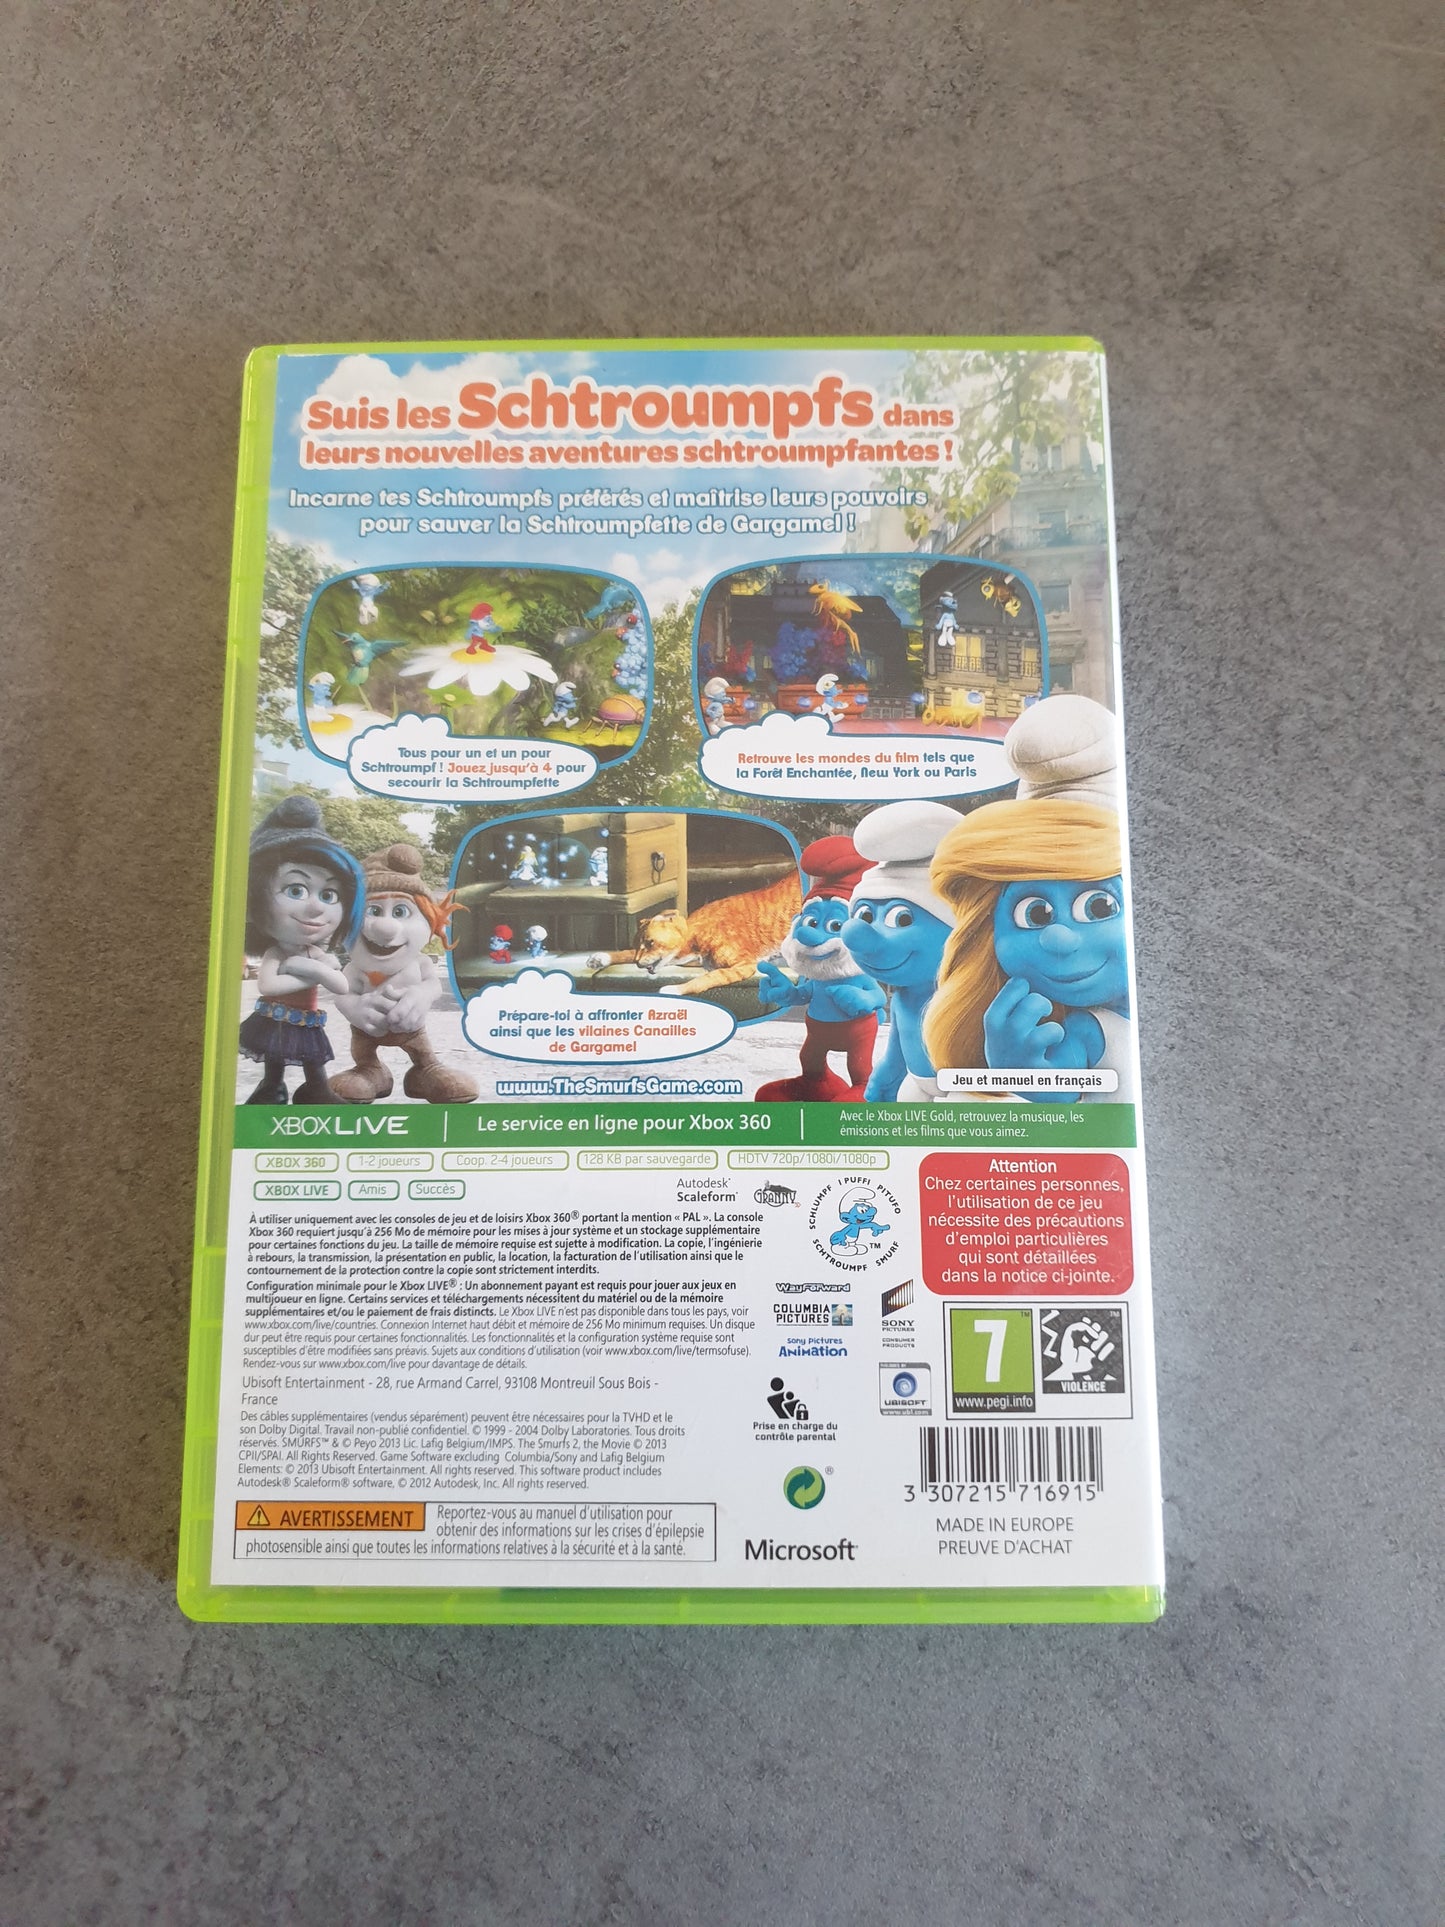 Suis les Schtroumpfs dans
leurs nouvelles aventures schtroumpfantes !
Incarne tes Schtroumpfs préférés et maîtrise leurs pouvoirs
pour sauver la Schtroumpfette de Gargamel !
Tous pour un et un pour
Schtroumpf ! Jouez jusqu'à 4 pour
secourir la Schtroumpfette
Retrouve les mondes du film tels que
la Forêt Enchantée, New York ou Paris
Prépare-toi à affronter Azraël
ainsi que les vilaines Canailles
de Gargamel
www.TheSmurfsGame.com
Jeu et manuel en français
XBOX LIVE
Le service en ligne pour Xbox 360
Avec le Xbox LIVE Gold, retrouvez la musique, les
émissions et les films que vous aimez.
XBOX 360
1-2 joueurs
Coop. 2-4 joueurs
128 KB par sauvegarde
HDTV 720p/1080i/1080p
XBOX LIVE
Amis
Succès
Autodesk®
Scaleform®
GRANNY
SCHLUMPF I PUFFI PITUFO
SCHTROUMPF SMURF
TM
Attention
Chez certaines personnes,
l'utilisation de ce jeu
nécessite des précautions
d'emploi particulières
qui sont détaillées
dans la notice ci-jointe.
À utiliser uniquement avec les consoles de jeu et de loisirs Xbox 360® portant la mention « PAL ». La console
Xbox 360 requiert jusqu'à 256 Mo de mémoire pour les mises à jour système et un stockage supplémentaire
pour certaines fonctions du jeu. La taille de mémoire requise est sujette à modification. La copie, l'ingénierie
à rebours, la transmission, la présentation en public, la location, la facturation de l'utilisation ainsi que le
contournement de la protection contre la copie sont strictement interdits.
Configuration minimale pour le Xbox LIVE® : Un abonnement payant est requis pour jouer aux jeux en
multijoueur en ligne. Certains services et téléchargements nécessitent du matériel ou de la mémoire
supplémentaires et/ou le paiement de frais distincts. Le Xbox LIVE n'est pas disponible dans tous les pays, voir
www.xbox.com/live/countries. Connexion Internet haut débit et mémoire de 256 Mo minimum requises. Un disque
dur peut être requis pour certaines fonctionnalités. Les fonctionnalités et la configuration système requise sont
susceptibles d'être modifiées sans préavis. Sujets aux conditions d'utilisation (voir www.xbox.com/live/termsofuse).
Rendez-vous sur www.xbox.com/live pour davantage de détails.
WayForward
COLUMBIA
PICTURES
Sony Pictures
Animation
SONY
PICTURES
CONSUMER
PRODUCTS
PUBLISHED BY
UBISOFT
www.ubi.com
7
www.pegi.info
VIOLENCE
Ubisoft Entertainment - 28, rue Armand Carrel, 93108 Montreuil Sous Bois -
France
Des câbles supplémentaires (vendus séparément) peuvent être nécessaires pour la TVHD et le
son Dolby Digital. Travail non-publié confidentiel. © 1999 - 2004 Dolby Laboratories. Tous droits
réservés. SMURFS™ & © Peyo 2013 Lic. Lafig Belgium/IMPS. The Smurfs 2, the Movie © 2013
CPII/SPAI. All Rights Reserved. Game Software excluding Columbia/Sony and Lafig Belgium
Elements: © 2013 Ubisoft Entertainment. All rights reserved. This software product includes
Autodesk® Scaleform® software, © 2012 Autodesk, Inc. All rights reserved.
Prise en charge du
contrôle parental
3 307215 716915
MADE IN EUROPE
PREUVE D'ACHAT
AVERTISSEMENT
Reportez-vous au manuel d'utilisation pour
obtenir des informations sur les crises d'épilepsie
photosensible ainsi que toutes les informations relatives à la sécurité et à la santé.
Microsoft®